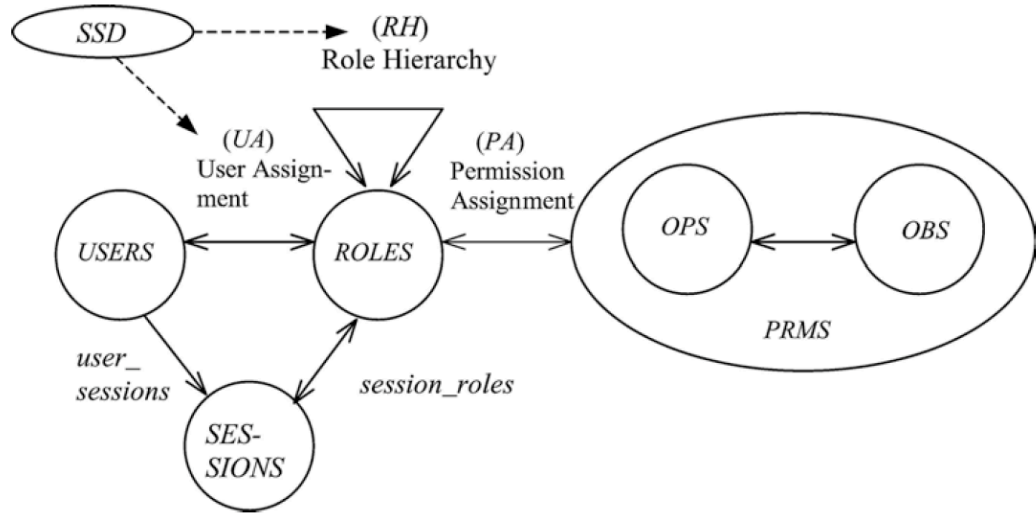 SSD
(RH)
Role Hierarchy
(UA)
User Assign-
ment
(PA)
Permission
Assignment
USERS
ROLES
OPS
OBS
PRMS
user_
sessions
session_roles
SES-
SIONS